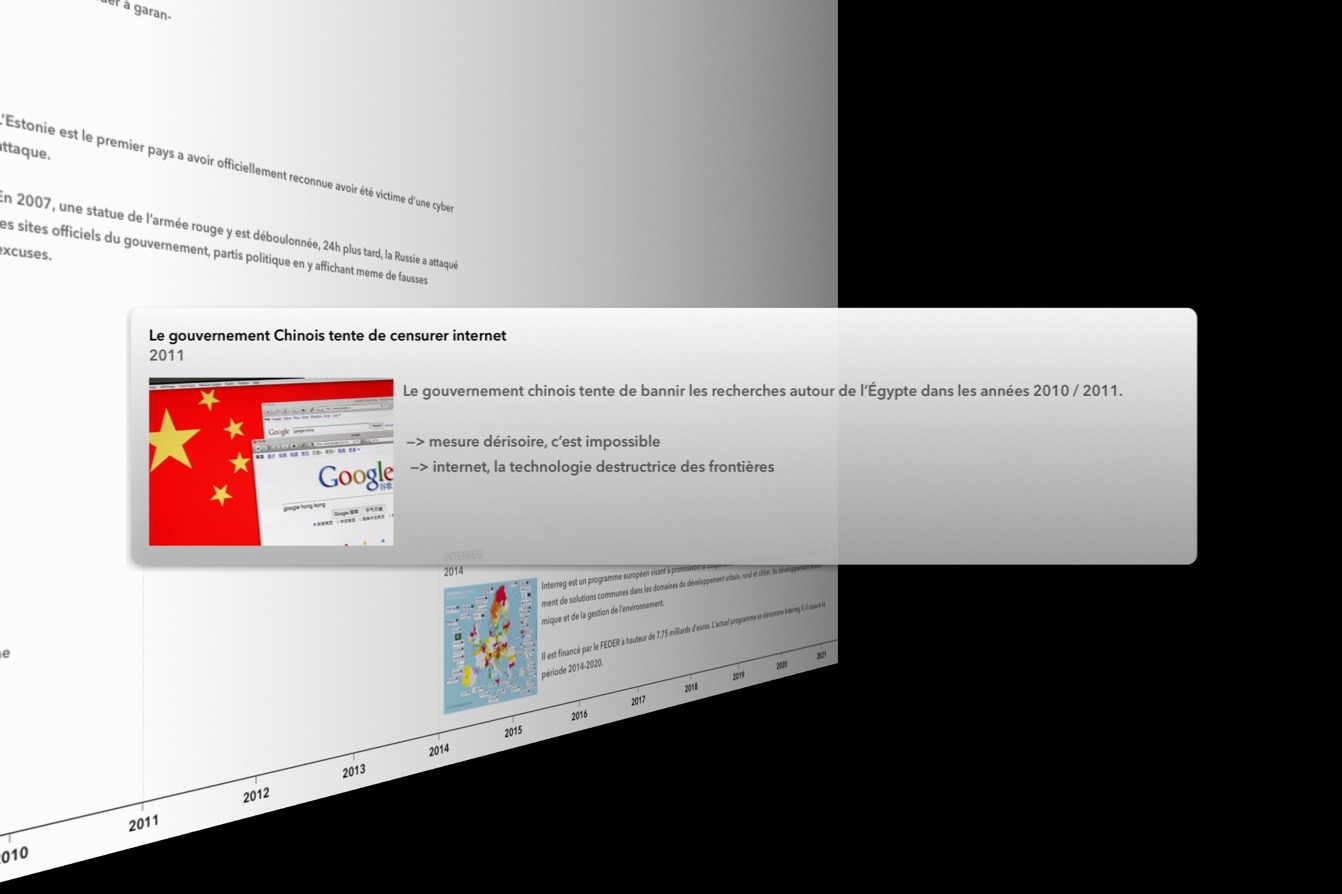 er à garan-
L'Estonie est le premier pays a avoir officiellement reconnue avoir été victime d'une cyber
attaque.
En 2007, une statue de l'armée rouge y est déboulonnée, 24h plus tard, la Russie a attaqué
es sites officiels du gouvernement, partis politique en y affichant meme de fausses
excuses.
Le gouvernement Chinois tente de censurer internet
2011
Le gouvernement chinois tente de bannir les recherches autour de l'Égypte dans les années 2010 / 2011.
–> mesure dérisoire, c'est impossible
–> internet, la technologie destructrice des frontières
Google
Google
google hong kong
INTERREG
2014
Interreg est un programme européen visant à promouvoir la
ment de solutions communes dans les domaines du développement urbain, rural et côtier, du développement
mique et de la gestion de l'environnement.
Il est financé par le FEDER à hauteur de 7,75 milliards d'euros. L'actuel programme se dénomme Interreg V, il couvre la
période 2014-2020.
ne
2010
2011
2012
2013
2014
2015
2016
2017
2018
2019
2020
2021